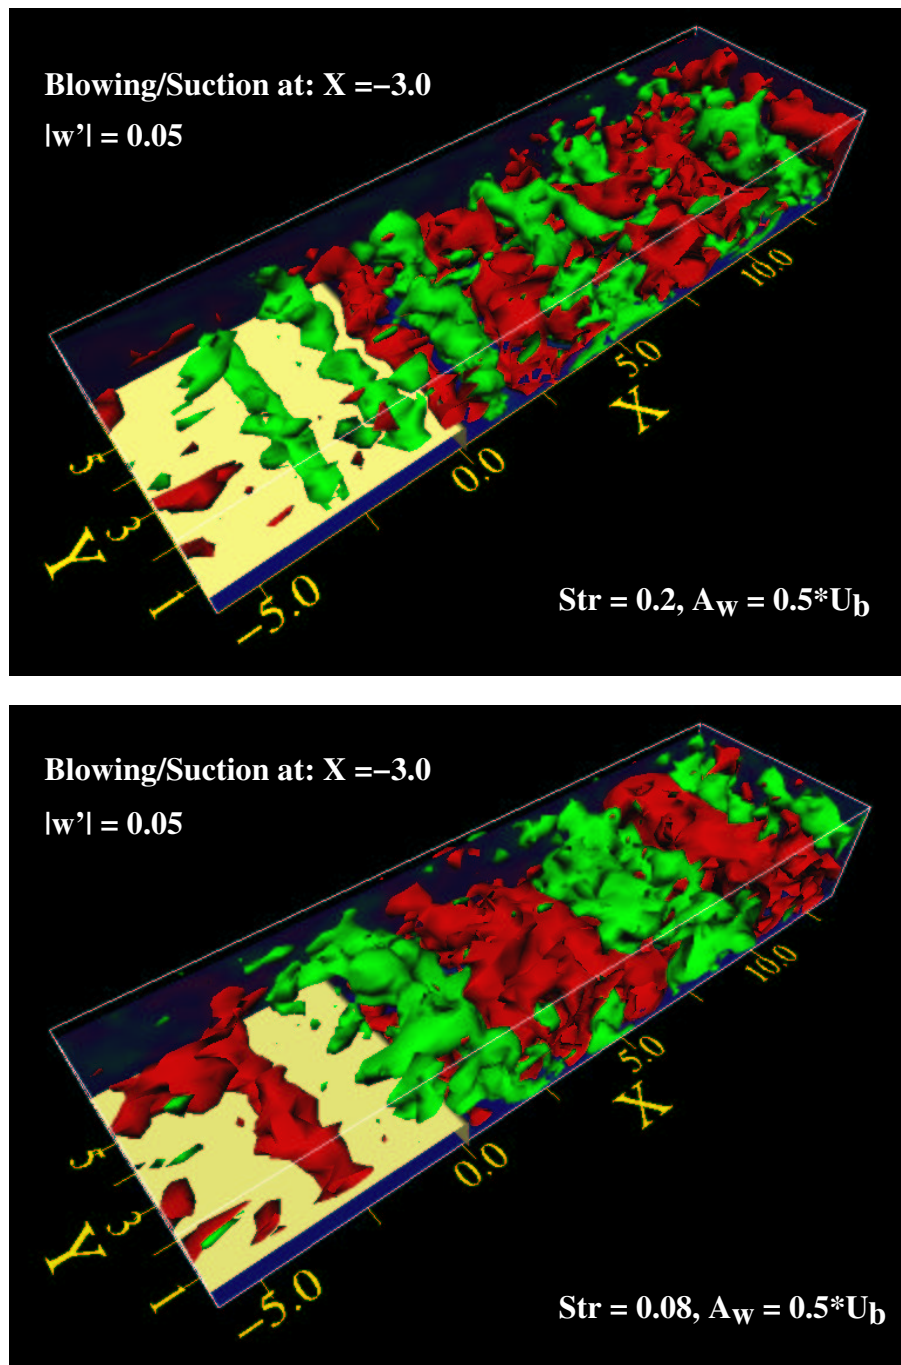 Blowing/Suction at: X =−3.0
|w’| = 0.05
10.0
5.0
X
0.0
5
3
Y
1
−5.0
Str = 0.2, Aw = 0.5*Ub
Blowing/Suction at: X =−3.0
|w’| = 0.05
10.0
5.0
X
0.0
5
3
Y
1
−5.0
Str = 0.08, Aw = 0.5*Ub